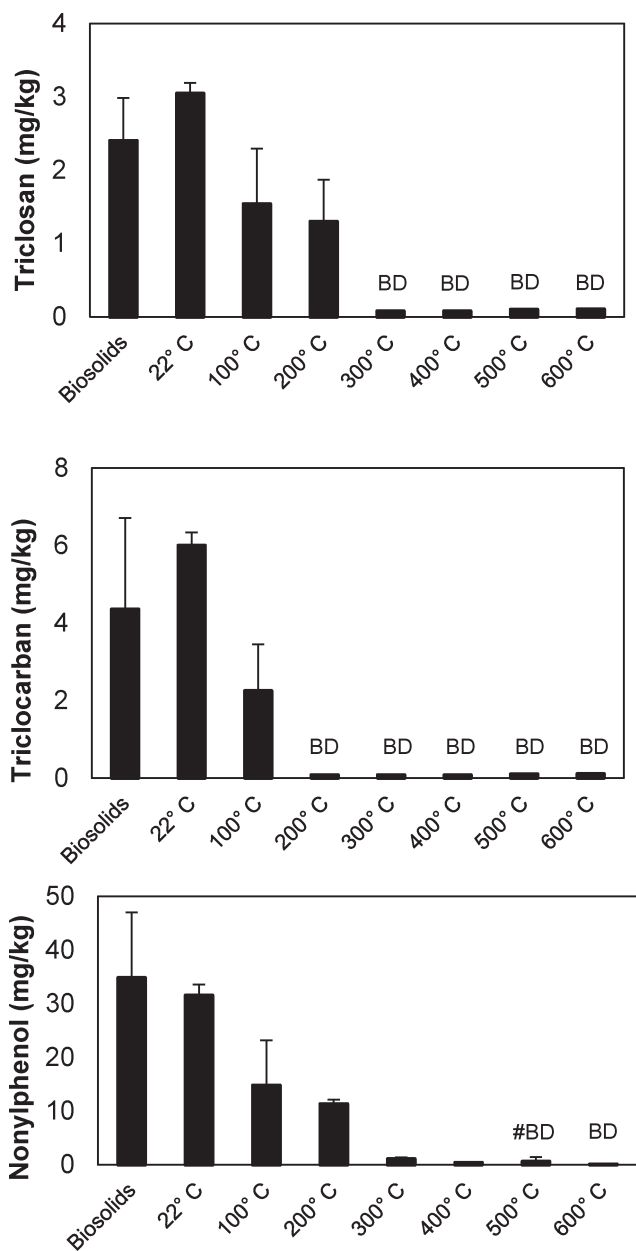 Triclosan (mg/kg)
4
3
2
1
0
BD BD BD BD
Biosolids 22° C 100° C 200° C 300° C 400° C 500° C 600° C
Triclocarban (mg/kg)
8
6
4
2
0
BD BD BD BD BD
Biosolids 22° C 100° C 200° C 300° C 400° C 500° C 600° C
Nonylphenol (mg/kg)
50
40
30
20
10
0
#BD BD
Biosolids 22° C 100° C 200° C 300° C 400° C 500° C 600° C